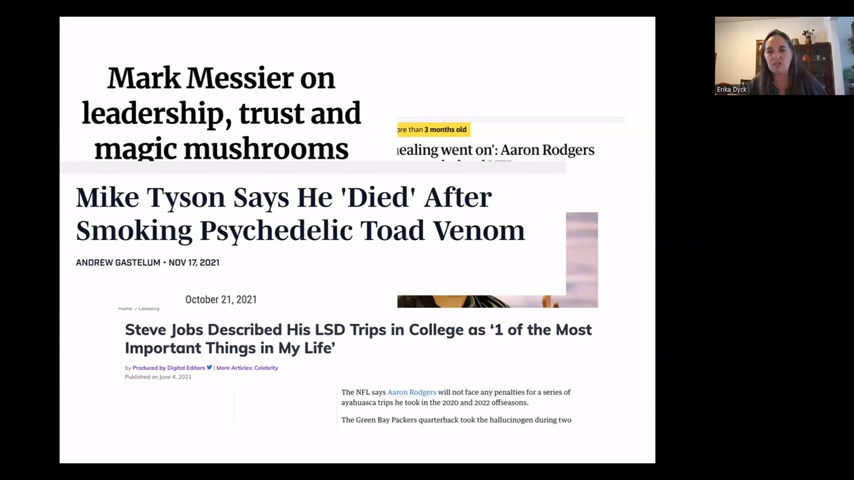 Mark Messier on
leadership, trust and
magic mushrooms
ore than 3 months old
healing went on': Aaron Rodgers
Mike Tyson Says He 'Died' After
Smoking Psychedelic Toad Venom
ANDREW GASTELUM • NOV 17, 2021
October 21, 2021
Home / Celebrity
Steve Jobs Described His LSD Trips in College as '1 of the Most
Important Things in My Life'
by Produced by Digital Editors | More Articles: Celebrity
Published on June 4, 2021
The NFL says Aaron Rodgers will not face any penalties for a series of
ayahuasca trips he took in the 2020 and 2022 offseasons.
The Green Bay Packers quarterback took the hallucinogen during two
Erika Dyck